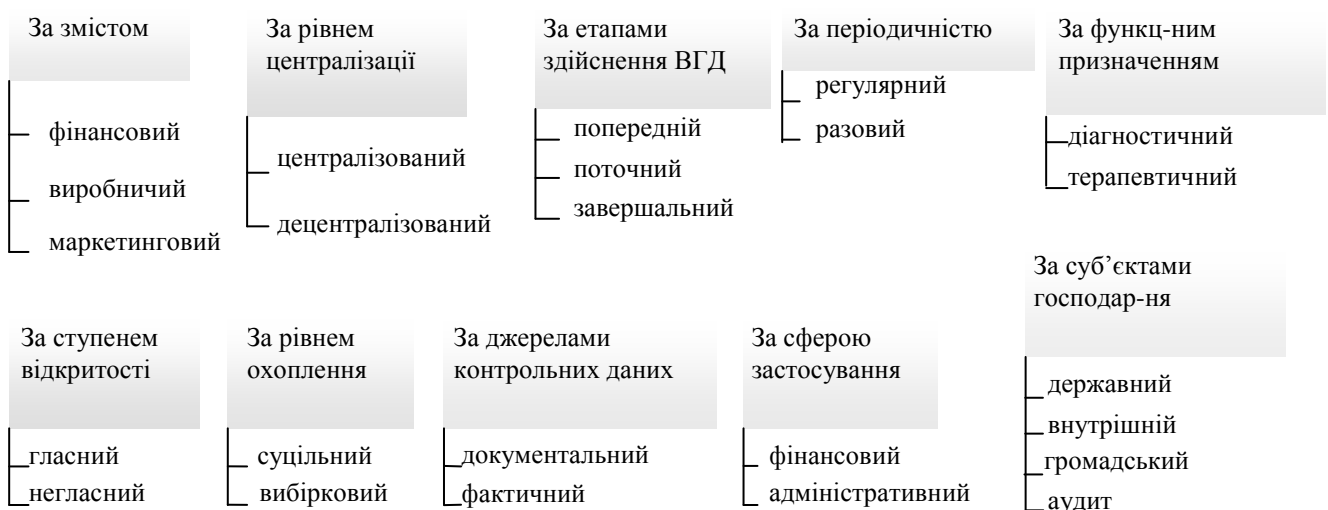 За змістом
фінансовий
виробничий
маркетинговий
За рівнем
централізації
централізований
децентралізований
За етапами
здійснення ВГД
попередній
поточний
завершальний
За періодичністю
регулярний
разовий
За функц-ним
призначенням
діагностичний
терапевтичний
За ступенем
відкритості
гласний
негласний
За рівнем
охоплення
суцільний
вибірковий
За джерелами
контрольних даних
документальний
фактичний
За сферою
застосування
фінансовий
адміністративний
За суб’єктами
господар-ня
державний
внутрішній
громадський
аудит